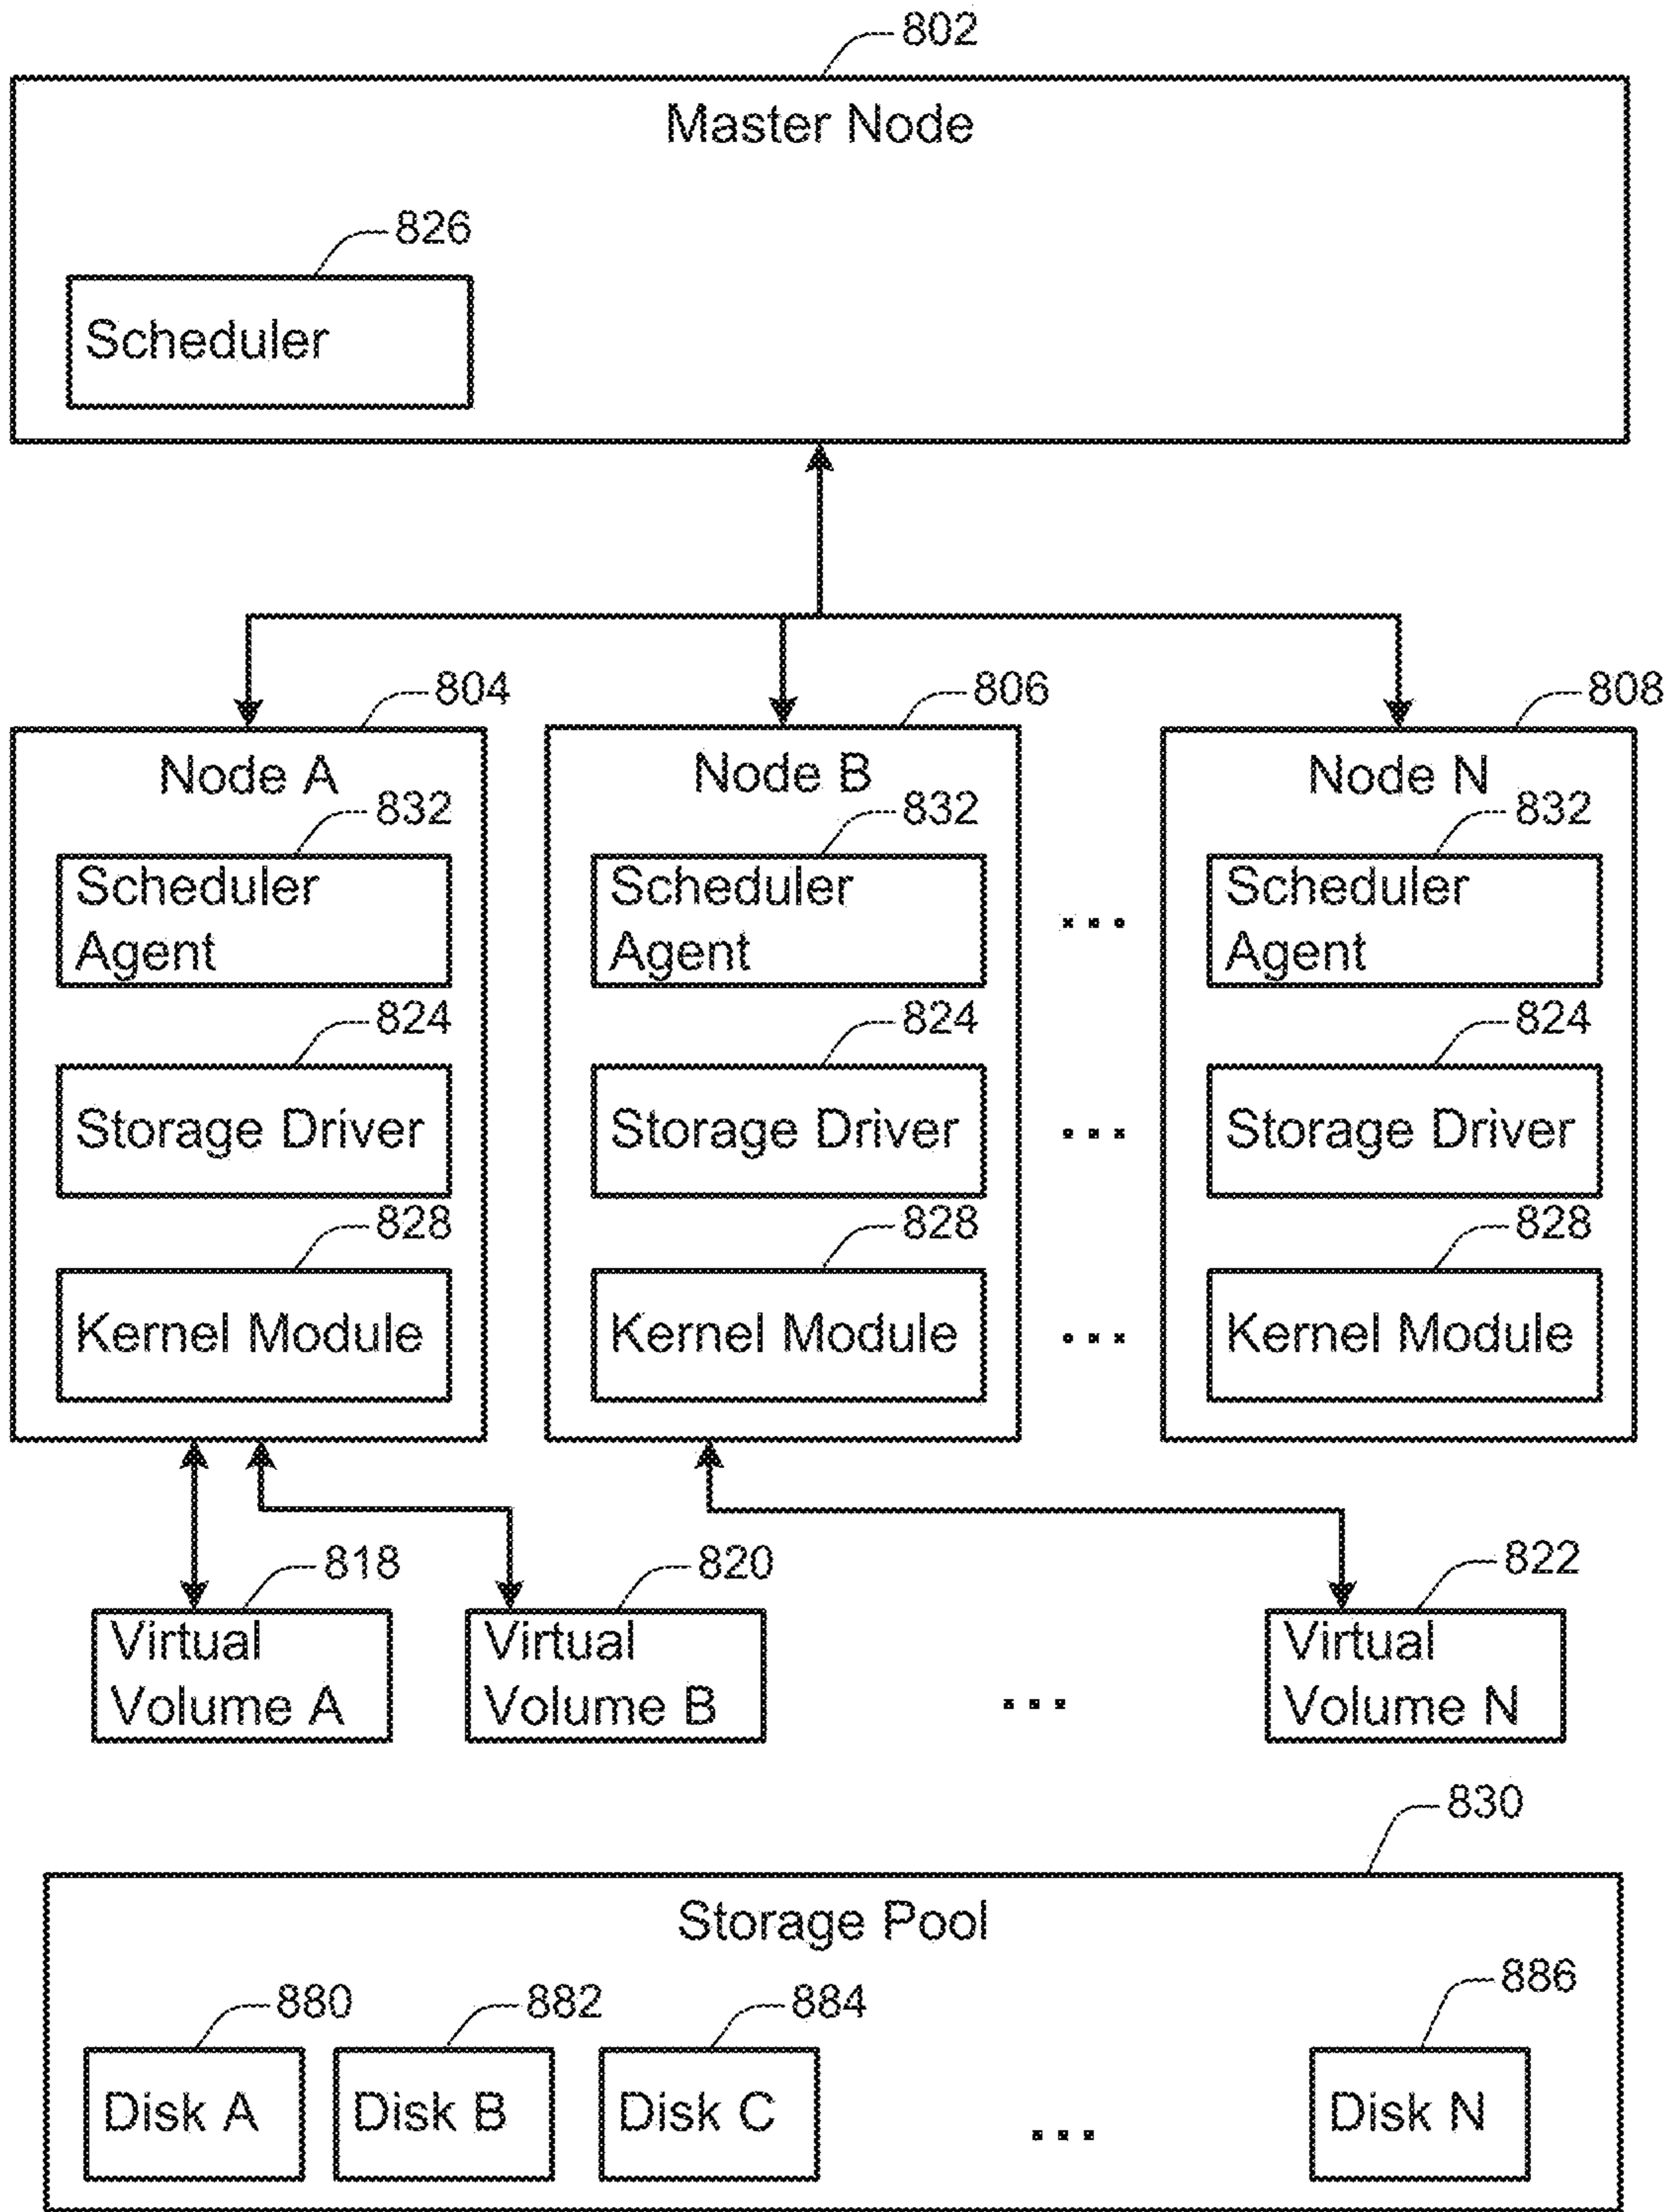 802
Master Node
826
Scheduler
804
806
808
Node A
Node B
Node N
832
832
832
Scheduler
Agent
Scheduler
Agent
...
Scheduler
Agent
824
824
824
Storage Driver
Storage Driver
...
Storage Driver
828
828
828
Kernel Module
Kernel Module
...
Kernel Module
818
820
822
Virtual
Volume A
Virtual
Volume B
...
Virtual
Volume N
830
Storage Pool
880
882
884
886
Disk A
Disk B
Disk C
...
Disk N